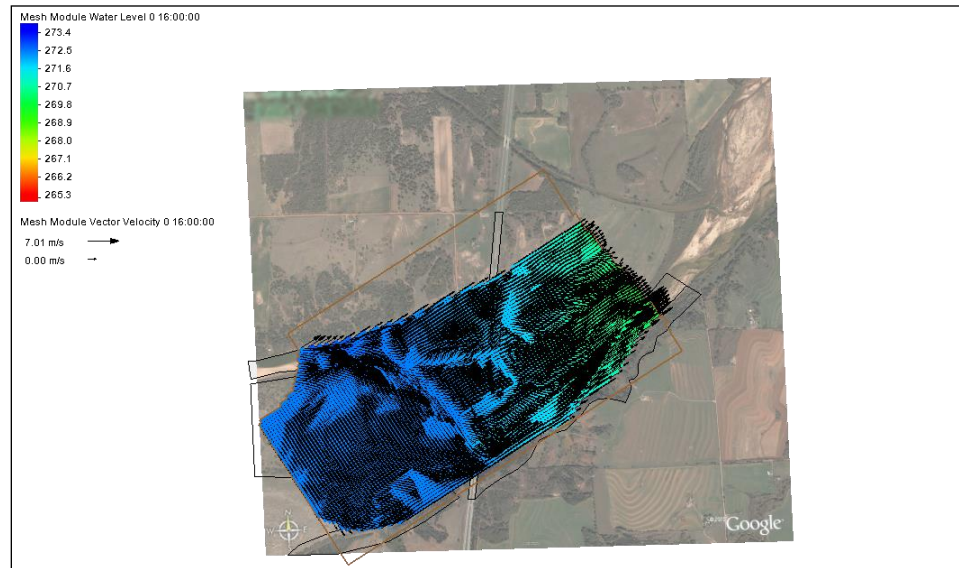 Mesh Module Water Level 0 16:00:00
273.4
272.5
271.6
270.7
269.8
268.9
268.0
267.1
266.2
265.3
Mesh Module Vector Velocity 0 16:00:00
7.01 m/s
0.00 m/s
N
W
E
S
Google